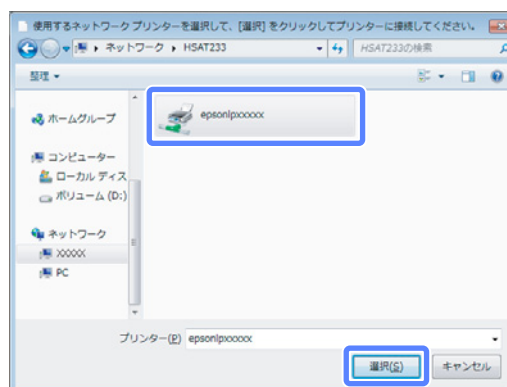 使用するネットワーク プリンターを選択して、[選択] をクリックしてプリンターに接続してください。
ネットワーク ▸ HSAT233
HSAT233の検索
整理
ホームグループ
epsonlpxxxxx
コンピューター
ローカル ディス
ボリューム (D:)
ネットワーク
XXXXX
PC
プリンター(P)
epsonlpxxxxx
選択(S)
キャンセル